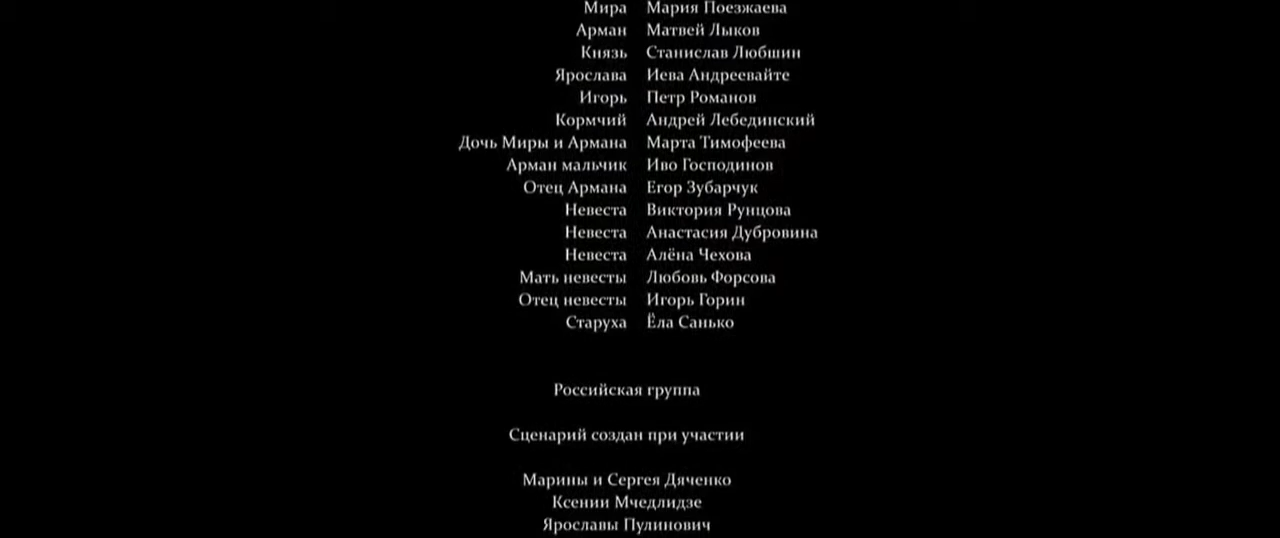 Мира Мария Поезжаева
Арман Матвей Лыков
Князь Станислав Любшин
Ярослава Иева Андреевайте
Игорь Петр Романов
Кормчий Андрей Лебединский
Дочь Миры и Армана Марта Тимофеева
Арман мальчик Иво Господинов
Отец Армана Егор Зубарчук
Невеста Виктория Рунцова
Невеста Анастасия Дубровина
Невеста Алёна Чехова
Мать невесты Любовь Форсова
Отец невесты Игорь Горин
Старуха Ёла Санько
Российская группа
Сценарий создан при участии
Марины и Сергея Дяченко
Ксении Мчедлидзе
Ярославы Пулинович